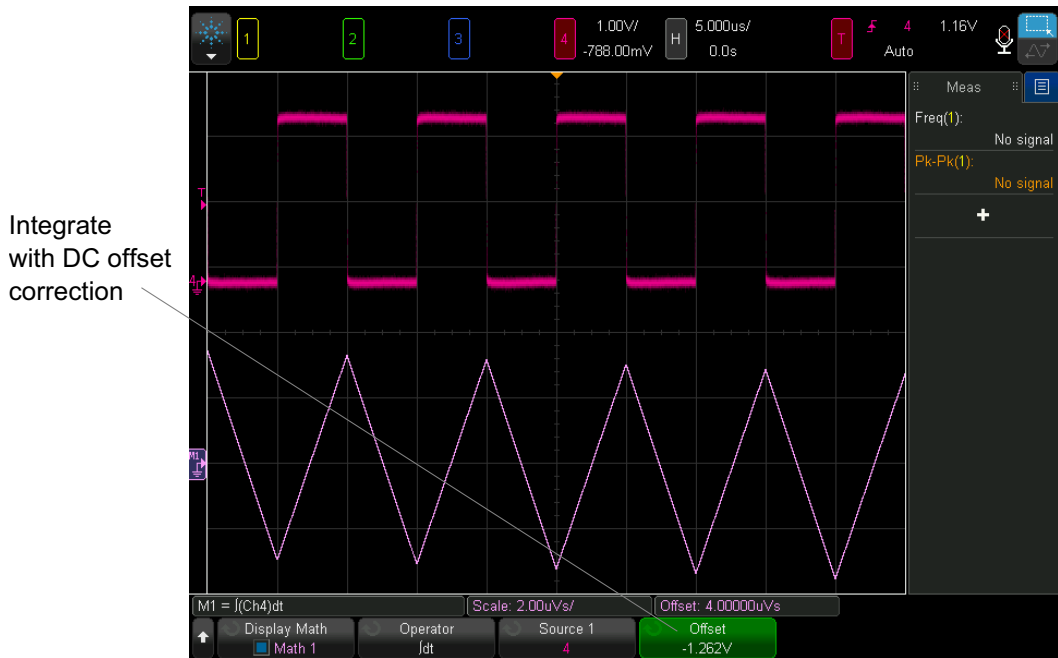 1
2
3
4
1.00V/
-788.00mV
H
5.000us/
0.0s
T
4
1.16V
Auto
Meas
Freq(1):
No signal
Pk-Pk(1):
No signal
T
4
Integrate
with DC offset
correction
M1
M1 = ∫(Ch4)dt
Scale: 2.00uVs/
Offset: 4.00000uVs
Display Math
Math 1
Operator
∫dt
Source 1
4
Offset
-1.262V